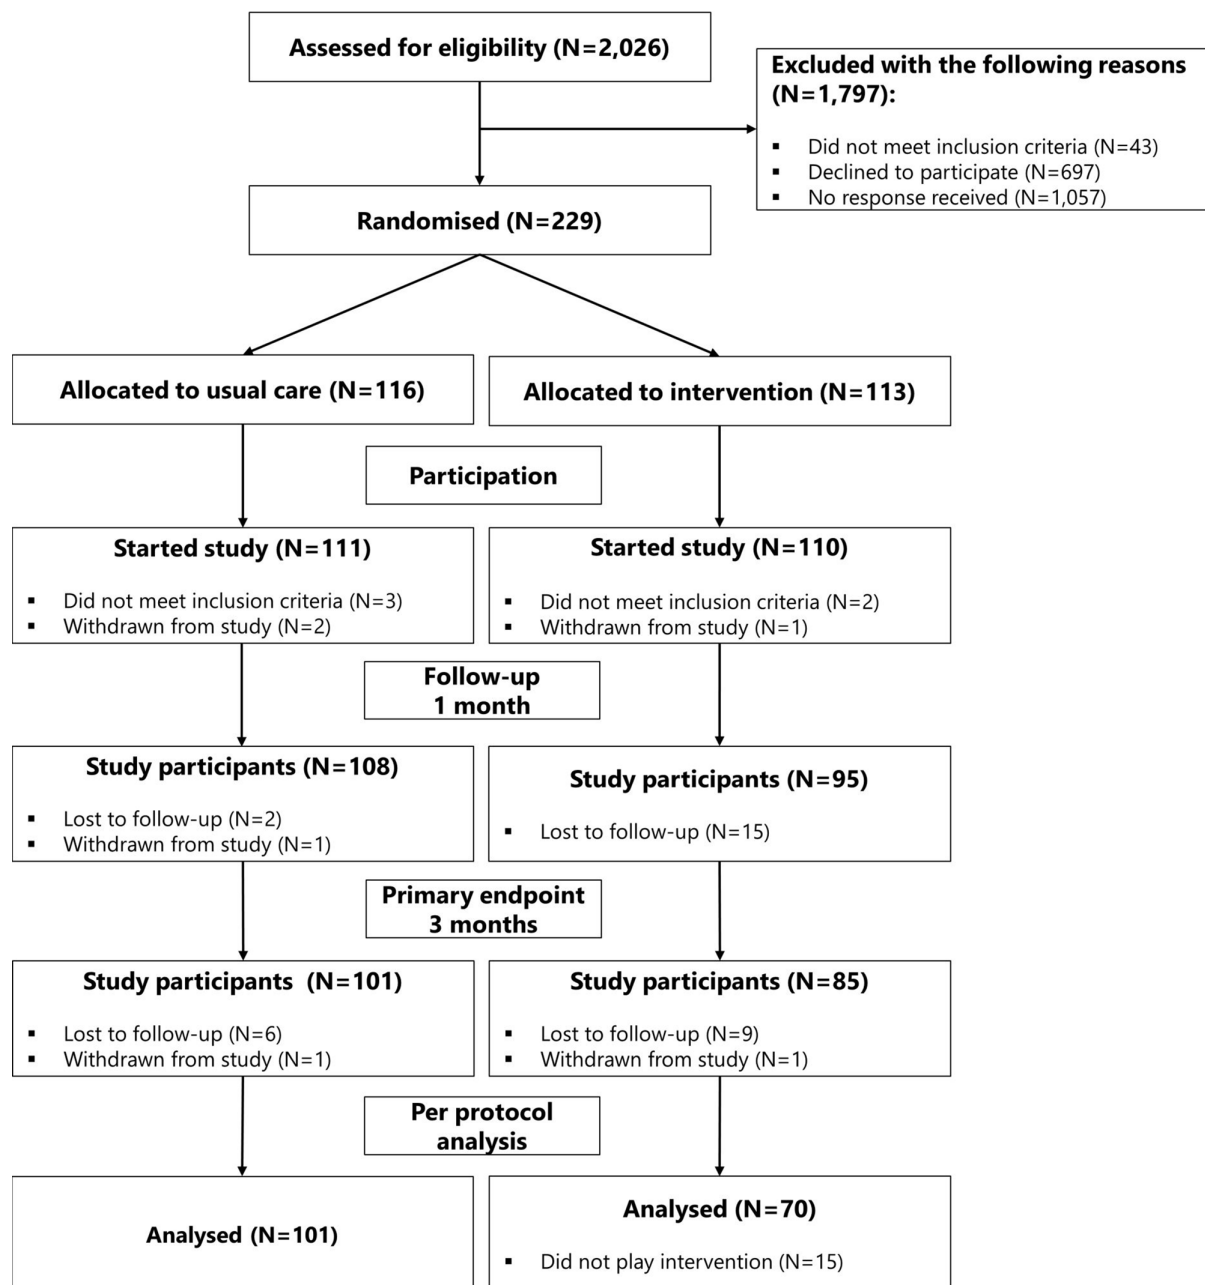 Assessed for eligibility (N=2,026)
Excluded with the following reasons
(N=1,797):
▪ Did not meet inclusion criteria (N=43)
▪ Declined to participate (N=697)
▪ No response received (N=1,057)
Randomised (N=229)
Allocated to usual care (N=116)
Allocated to intervention (N=113)
Participation
Started study (N=111)
▪ Did not meet inclusion criteria (N=3)
▪ Withdrawn from study (N=2)
Started study (N=110)
▪ Did not meet inclusion criteria (N=2)
▪ Withdrawn from study (N=1)
Follow-up
1 month
Study participants (N=108)
▪ Lost to follow-up (N=2)
▪ Withdrawn from study (N=1)
Study participants (N=95)
▪ Lost to follow-up (N=15)
Primary endpoint
3 months
Study participants (N=101)
▪ Lost to follow-up (N=6)
▪ Withdrawn from study (N=1)
Study participants (N=85)
▪ Lost to follow-up (N=9)
▪ Withdrawn from study (N=1)
Per protocol
analysis
Analysed (N=101)
Analysed (N=70)
▪ Did not play intervention (N=15)